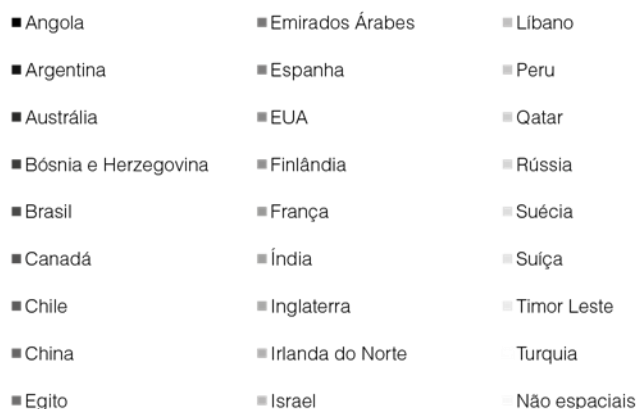 Angola
Argentina
Austrália
Bósnia e Herzegovina
Brasil
Canadá
Chile
China
Egito
Emirados Árabes
Espanha
EUA
Finlândia
França
Índia
Inglaterra
Irlanda do Norte
Israel
Líbano
Peru
Qatar
Rússia
Suécia
Suíça
Timor Leste
Turquia
Não espaciais